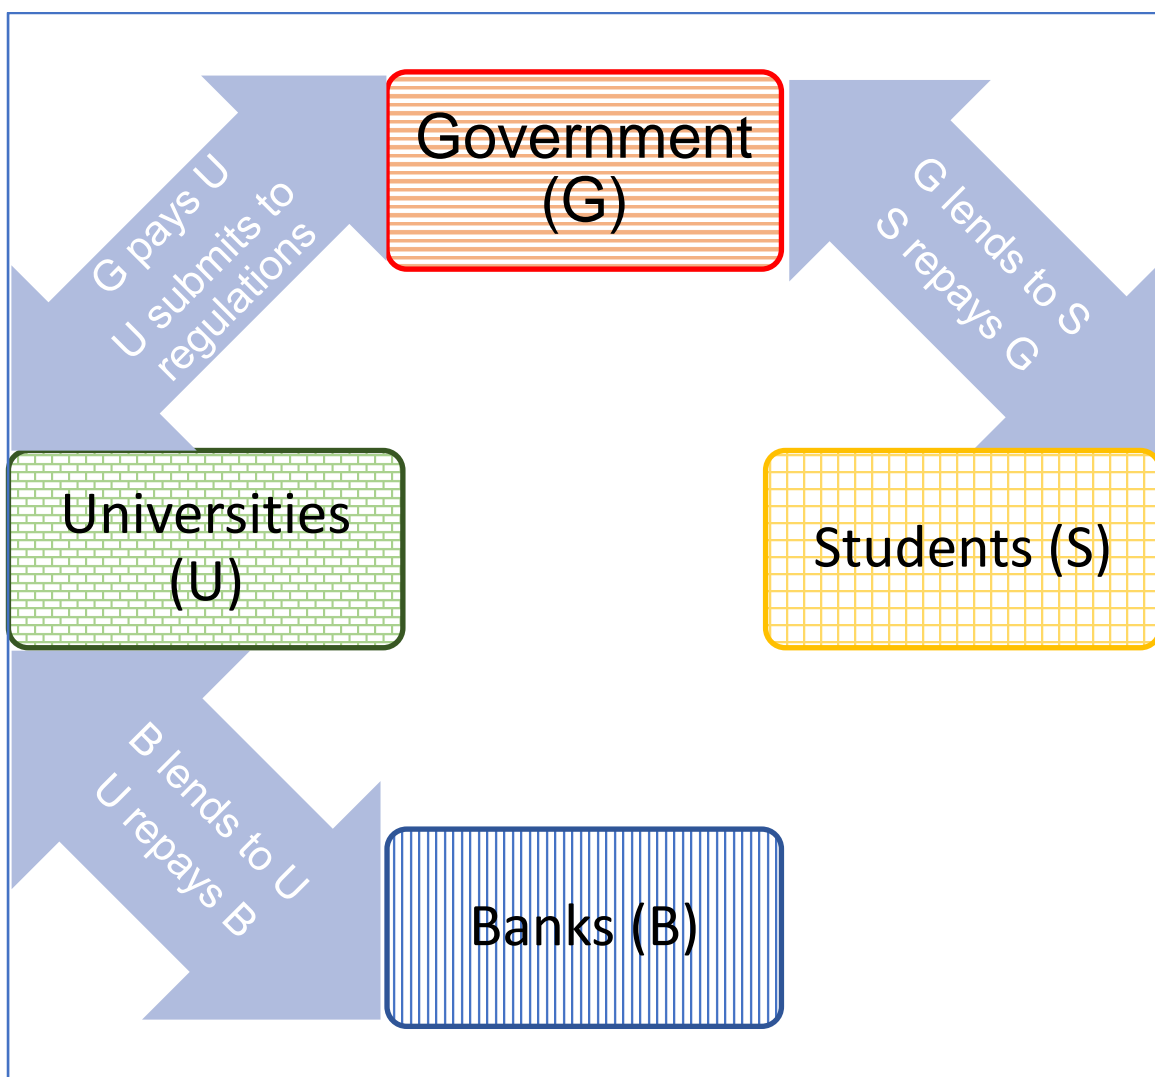 Government
(G)
G pays U
U submits to
regulations
G lends to S
S repays G
Universities
(U)
Students (S)
B lends to U
U repays B
Banks (B)